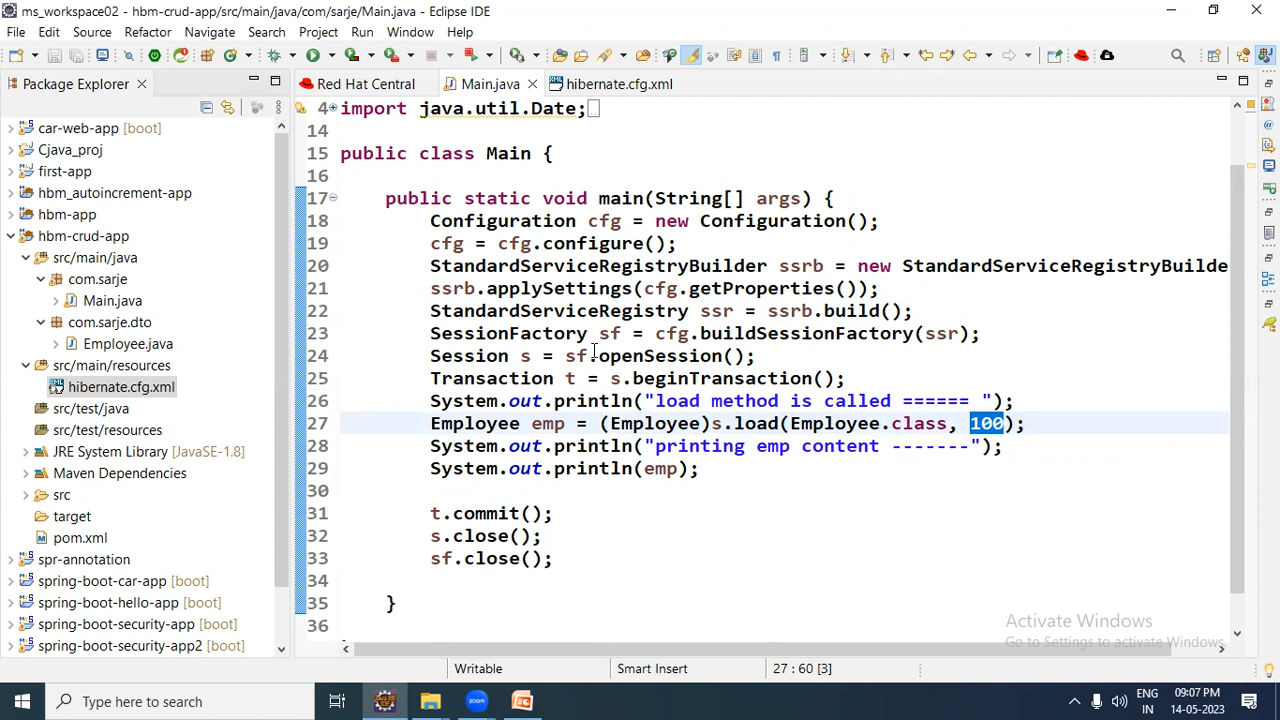 ms_workspace02 - hbm-crud-app/src/main/java/com/sarje/Main.java - Eclipse IDE
File Edit Source Refactor Navigate Search Project Run Window Help
Package Explorer
Red Hat Central Main.java hibernate.cfg.xml
car-web-app [boot]
Cjava_proj
first-app
hbm_autoincrement-app
hbm-app
hbm-crud-app
src/main/java
com.sarje
Main.java
com.sarje.dto
Employee.java
src/main/resources
hibernate.cfg.xml
src/test/java
src/test/resources
JRE System Library [JavaSE-1.8]
Maven Dependencies
src
target
pom.xml
spr-annotation
spring-boot-car-app [boot]
spring-boot-hello-app [boot]
spring-boot-security-app [boot]
spring-boot-security-app2 [boot]
4 import java.util.Date;
14
15 public class Main {
16
17 public static void main(String[] args) {
18 Configuration cfg = new Configuration();
19 cfg = cfg.configure();
20 StandardServiceRegistryBuilder ssrb = new StandardServiceRegistryBuilde
21 ssrb.applySettings(cfg.getProperties());
22 StandardServiceRegistry ssr = ssrb.build();
23 SessionFactory sf = cfg.buildSessionFactory(ssr);
24 Session s = sf.openSession();
25 Transaction t = s.beginTransaction();
26 System.out.println("load method is called ====== ");
27 Employee emp = (Employee)s.load(Employee.class, 100);
28 System.out.println("printing emp content -------");
29 System.out.println(emp);
30
31 t.commit();
32 s.close();
33 sf.close();
34
35 }
36
Activate Windows
Go to Settings to activate Windows.
Writable Smart Insert 27 : 60 [3]
Type here to search
zoom
ENG
IN
09:07 PM
14-05-2023